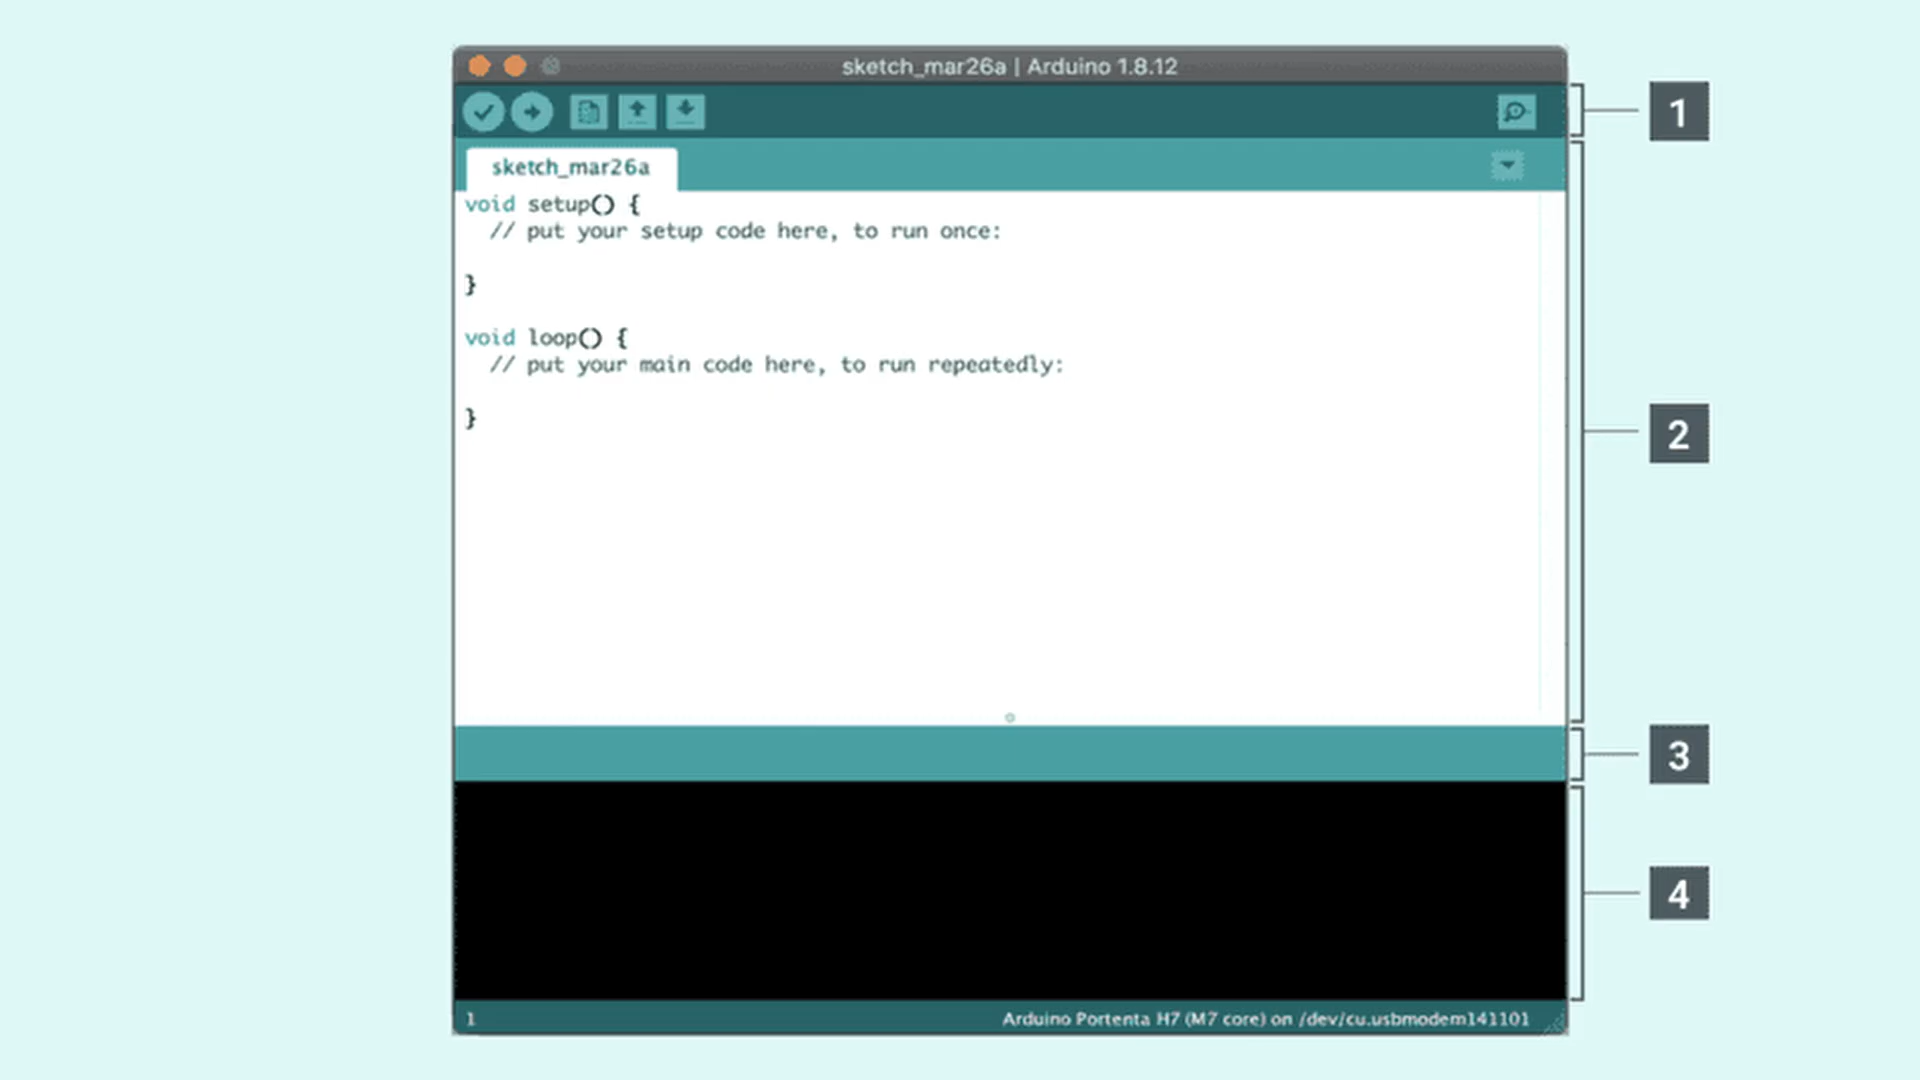 sketch_mar26a | Arduino 1.8.12
1
sketch_mar26a
void setup() {
// put your setup code here, to run once:
}
void loop() {
// put your main code here, to run repeatedly:
}
2
3
4
1
Arduino Portenta H7 (M7 core) on /dev/cu.usbmodem141101